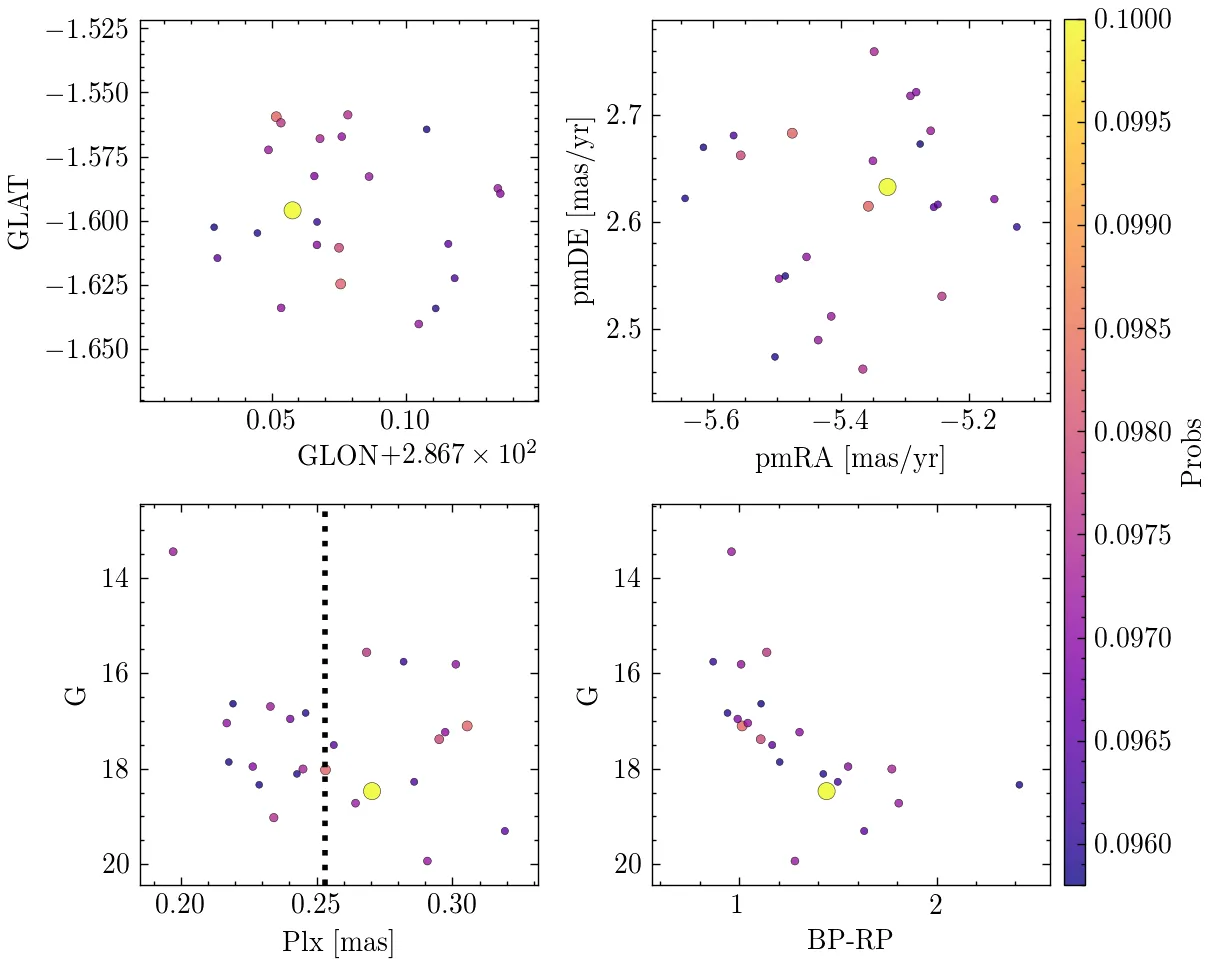 −1.525
−1.550
−1.575
−1.600
−1.625
−1.650
GLAT
0.05 0.10
GLON+2.867 × 10²
2.7
2.6
2.5
pmDE [mas/yr]
−5.6 −5.4 −5.2
pmRA [mas/yr]
14
16
18
20
G
0.20 0.25 0.30
Plx [mas]
14
16
18
20
G
1 2
BP-RP
0.1000
0.0995
0.0990
0.0985
0.0980
0.0975
0.0970
0.0965
0.0960
Probs